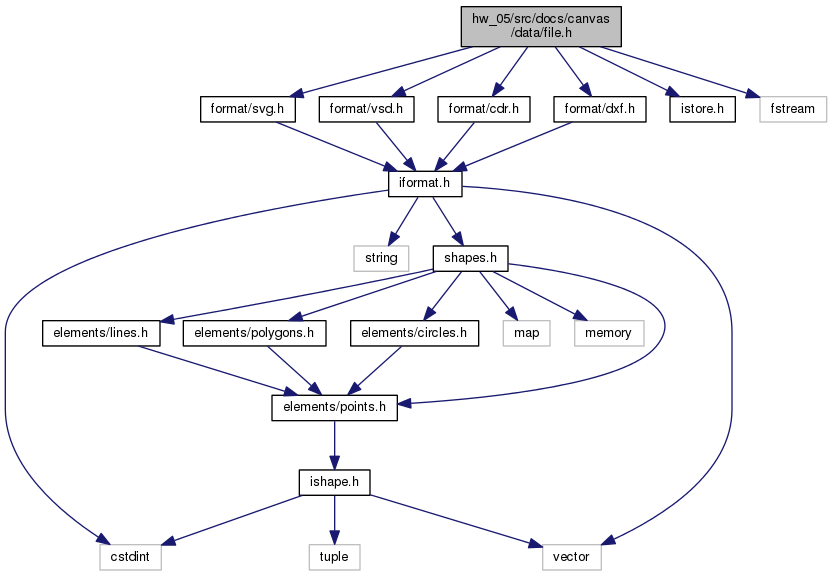 hw_05/src/docs/canvas
/data/file.h
format/svg.h
format/vsd.h
format/cdr.h
format/dxf.h
istore.h
fstream
iformat.h
string
shapes.h
elements/lines.h
elements/polygons.h
elements/circles.h
map
memory
elements/points.h
ishape.h
cstdint
tuple
vector